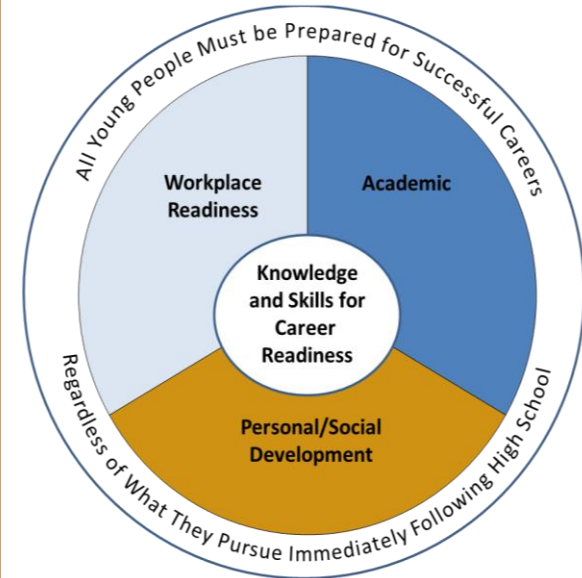 All Young People Must be Prepared for Successful Careers
Workplace
Readiness
Academic
Knowledge
and Skills for
Career
Readiness
Personal/Social
Development
Regardless of What They Pursue Immediately Following High School